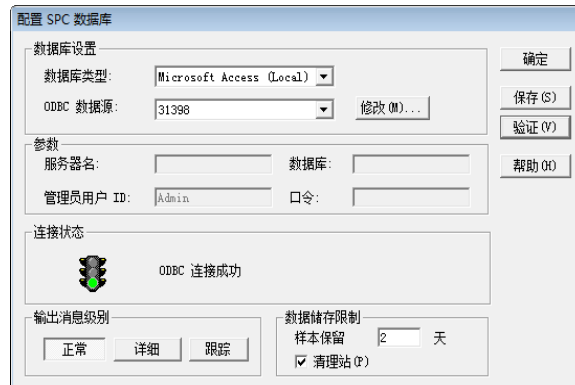 配置 SPC 数据库
数据库设置
数据库类型: Microsoft Access (Local)
确定
ODBC 数据源: 31398 修改(M)...
保存(S)
验证(V)
参数
服务器名: 数据库:
帮助(H)
管理员用户 ID: Admin 口令:
连接状态
ODBC 连接成功
输出消息级别
正常 详细 跟踪
数据储存限制
样本保留 2 天
清理站(P)